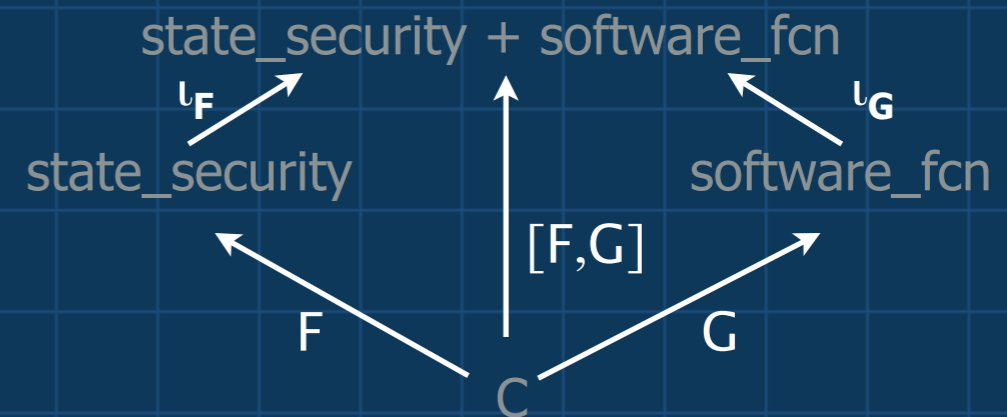 state_security + software_fcn
ιF ιG
state_security software_fcn
[F,G]
F G
C